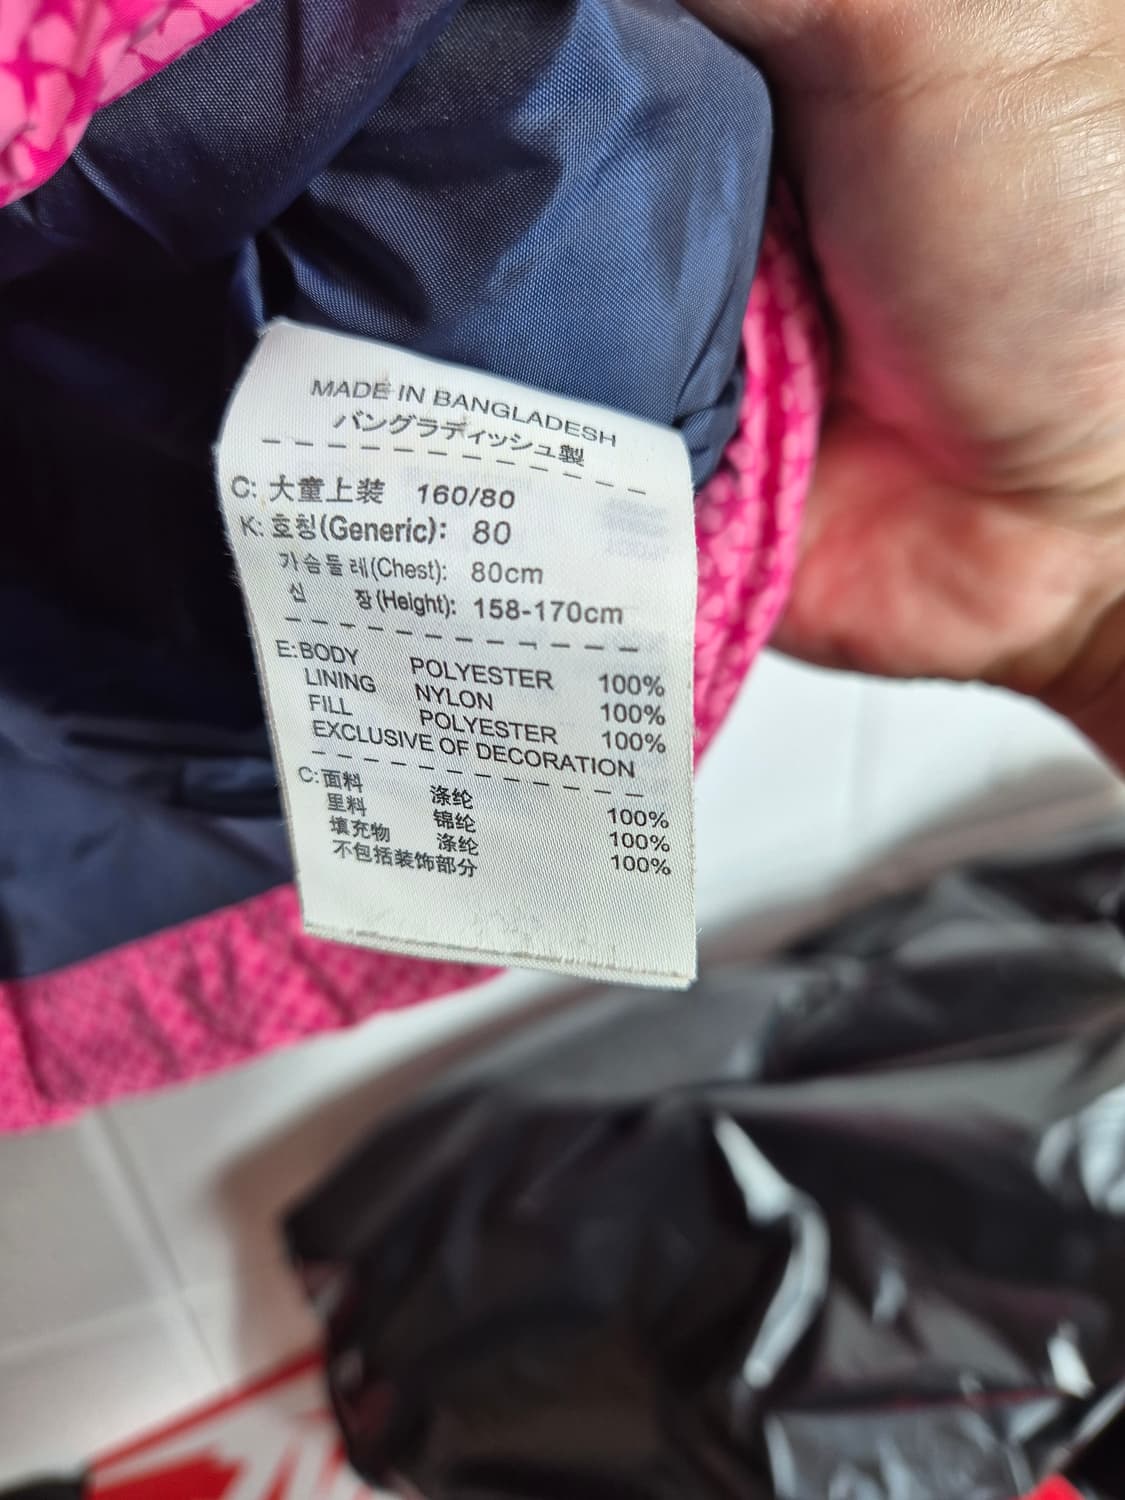 MADE IN BANGLADESH
バングラディッシュ製
C: 大童上装 160/80
K: 호칭(Generic): 80
가슴둘레(Chest): 80cm
신 장(Height): 158-170cm
E: BODY POLYESTER 100%
LINING NYLON 100%
FILL POLYESTER 100%
EXCLUSIVE OF DECORATION
C: 面料 涤纶 100%
里料 锦纶 100%
填充物 涤纶 100%
不包括装饰部分